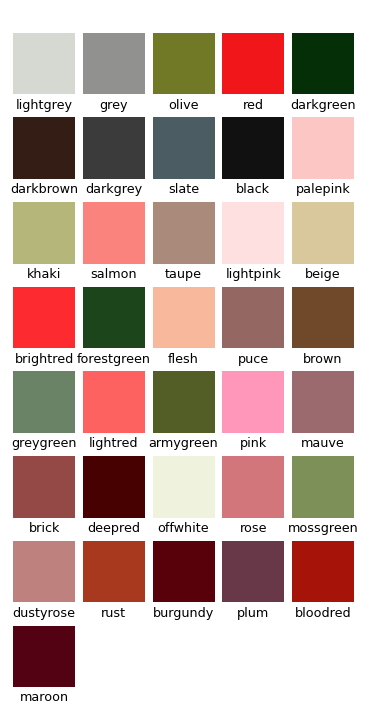 lightgrey grey olive red darkgreen
darkbrown darkgrey slate black palepink
khaki salmon taupe lightpink beige
brightred forestgreen flesh puce brown
greygreen lightred armygreen pink mauve
brick deepred offwhite rose mossgreen
dustyrose rust burgundy plum bloodred
maroon